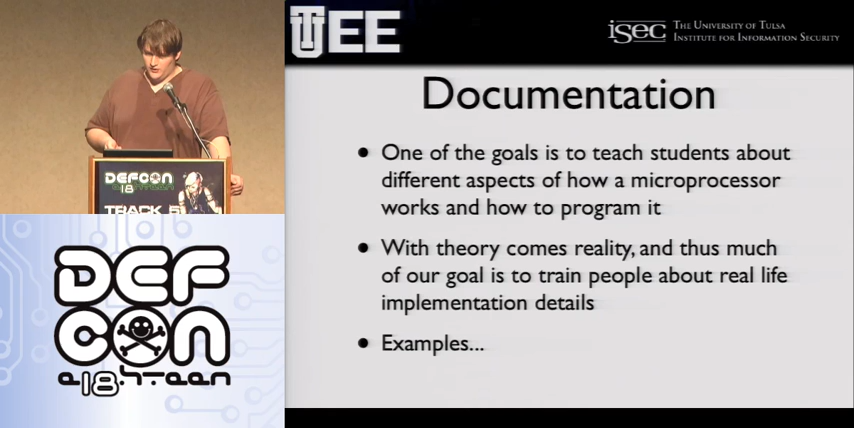 TU EE
isec THE UNIVERSITY OF TULSA
INSTITUTE FOR INFORMATION SECURITY
Documentation
• One of the goals is to teach students about
different aspects of how a microprocessor
works and how to program it
• With theory comes reality, and thus much
of our goal is to train people about real life
implementation details
• Examples...
DEFCON
18
TRACK 5
DEF
CON
e18hteen